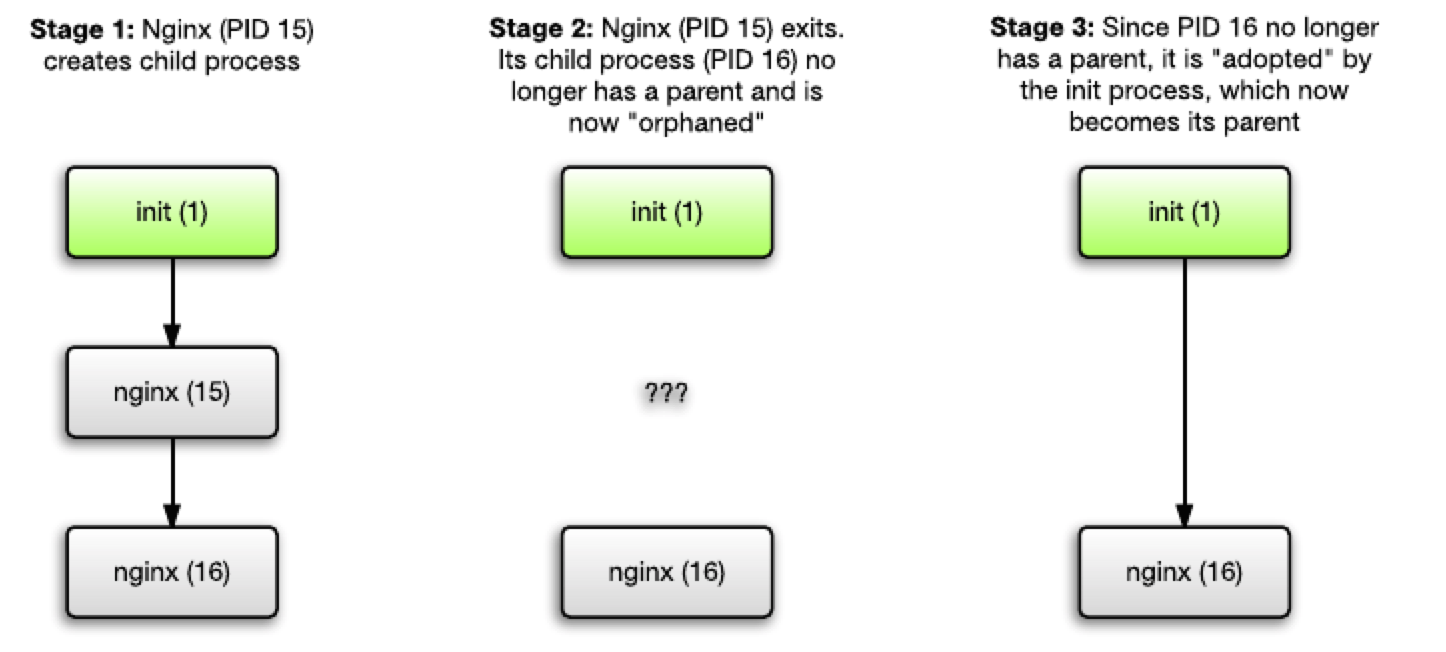 Stage 1: Nginx (PID 15)
creates child process
init (1)
nginx (15)
nginx (16)
Stage 2: Nginx (PID 15) exits.
Its child process (PID 16) no
longer has a parent and is
now "orphaned"
init (1)
???
nginx (16)
Stage 3: Since PID 16 no longer
has a parent, it is "adopted" by
the init process, which now
becomes its parent
init (1)
nginx (16)